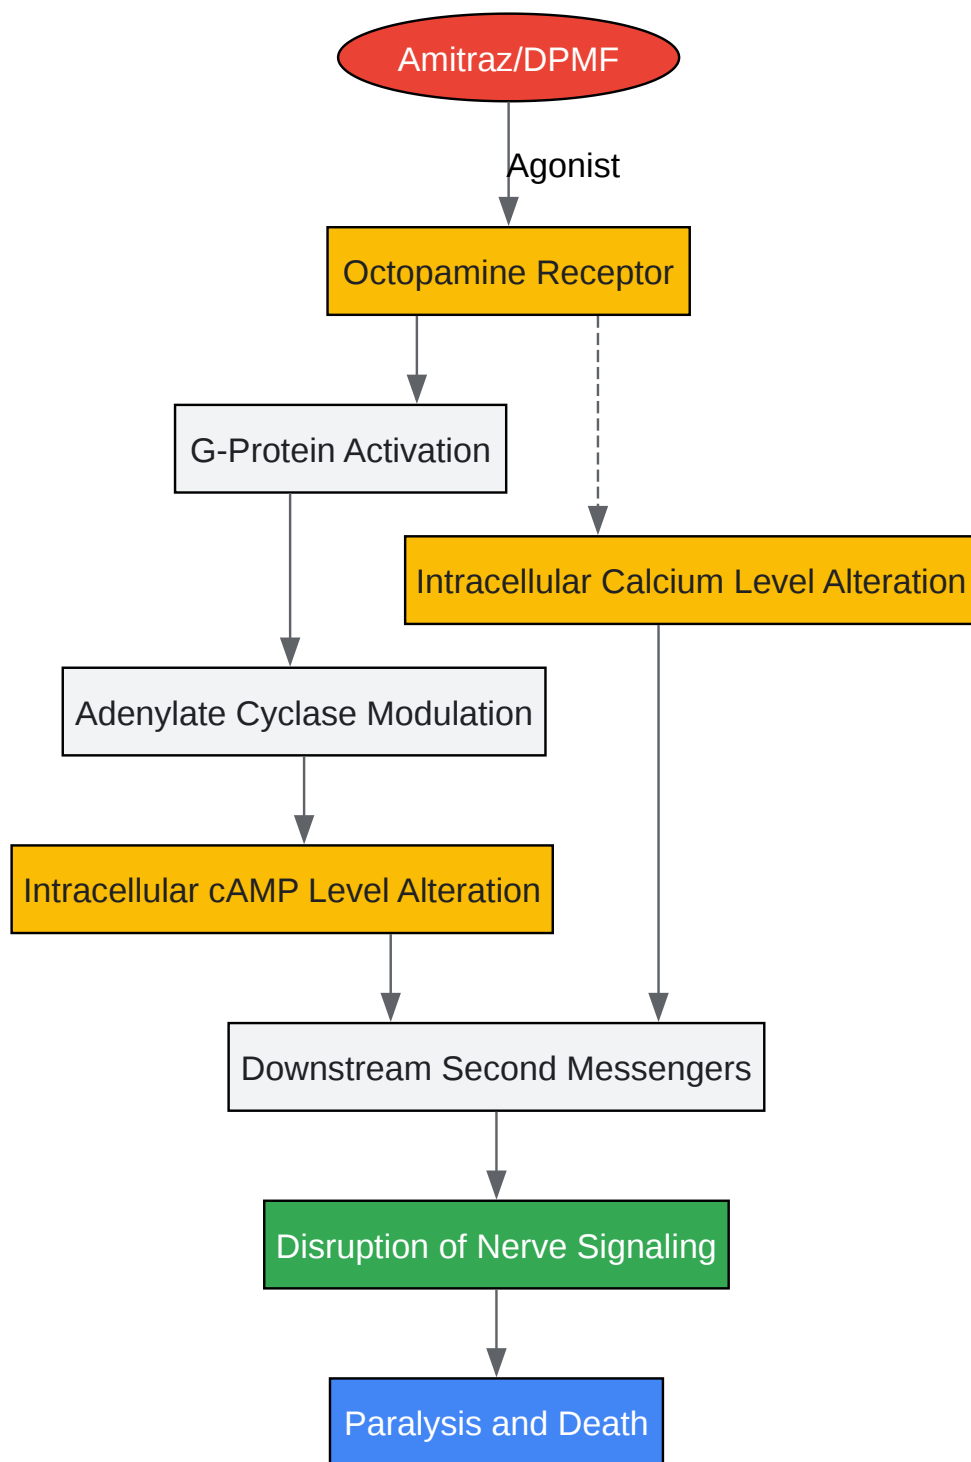 Amitraz/DPMF
Agonist
Octopamine Receptor
G-Protein Activation
Intracellular Calcium Level Alteration
Adenylate Cyclase Modulation
Intracellular cAMP Level Alteration
Downstream Second Messengers
Disruption of Nerve Signaling
Paralysis and Death